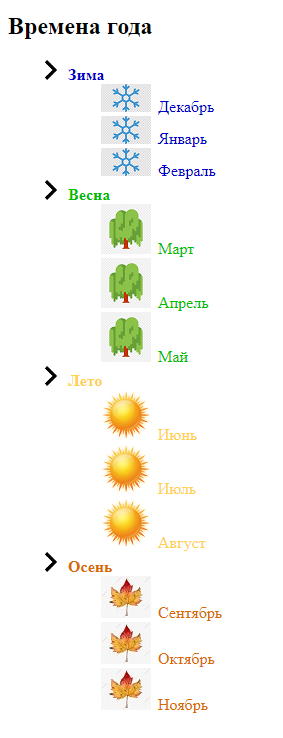 Времена года
Зима
Декабрь
Январь
Февраль
Весна
Март
Апрель
Май
Лето
Июнь
Июль
Август
Осень
Сентябрь
Октябрь
Ноябрь